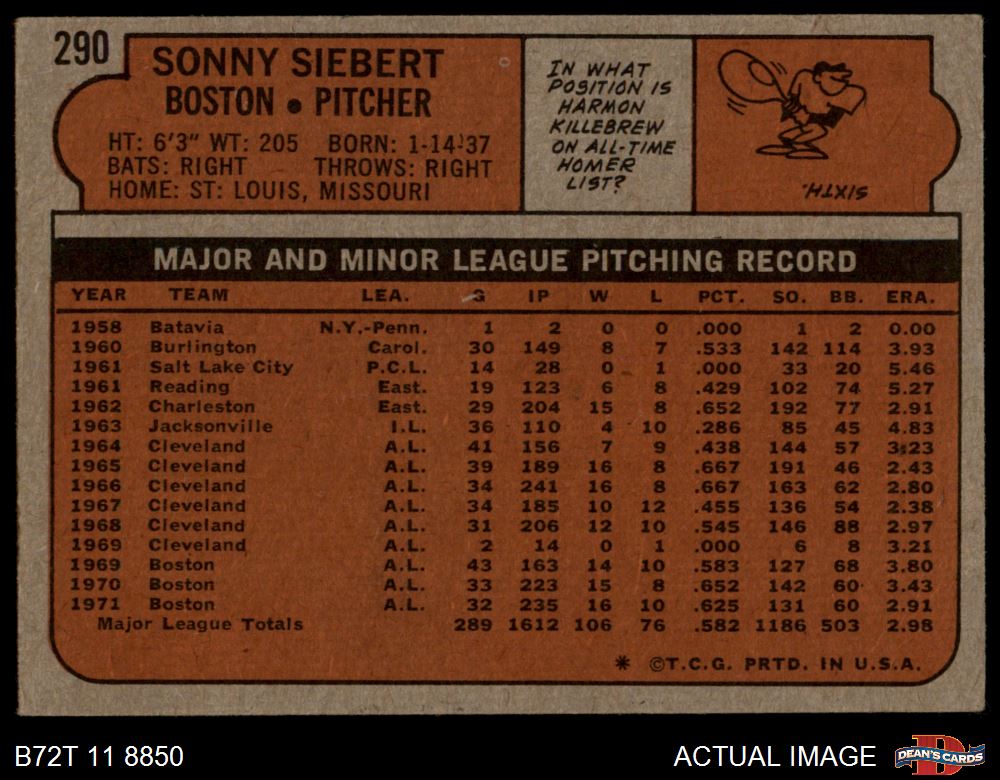 290
SONNY SIEBERT
BOSTON • PITCHER
HT: 6'3" WT: 205 BORN: 1-14-37
BATS: RIGHT THROWS: RIGHT
HOME: ST: LOUIS, MISSOURI
IN WHAT
POSITION IS
HARMON
KILLEBREW
ON ALL-TIME
HOMER
LIST?
SIXTH.
MAJOR AND MINOR LEAGUE PITCHING RECORD
YEAR TEAM LEA. G IP W L PCT. SO. BB. ERA.
1958 Batavia N.Y.-Penn. 1 2 0 0 .000 1 2 0.00
1960 Burlington Carol. 30 149 8 7 .533 142 114 3.93
1961 Salt Lake City P.C.L. 14 28 0 1 .000 33 20 5.46
1961 Reading East. 19 123 6 8 .429 102 74 5.27
1962 Charleston East. 29 204 15 8 .652 192 77 2.91
1963 Jacksonville I.L. 36 110 4 10 .286 85 45 4.83
1964 Cleveland A.L. 41 156 7 9 .438 144 57 3.23
1965 Cleveland A.L. 39 189 16 8 .667 191 46 2.43
1966 Cleveland A.L. 34 241 16 8 .667 163 62 2.80
1967 Cleveland A.L. 34 185 10 12 .455 136 54 2.38
1968 Cleveland A.L. 31 206 12 10 .545 146 88 2.97
1969 Cleveland A.L. 2 14 0 1 .000 6 8 3.21
1969 Boston A.L. 43 163 14 10 .583 127 68 3.80
1970 Boston A.L. 33 223 15 8 .652 142 60 3.43
1971 Boston A.L. 32 235 16 10 .625 131 60 2.91
Major League Totals 289 1612 106 76 .582 1186 503 2.98
* ©T.C.G. PRTD. IN U.S.A.
B72T 11 8850
ACTUAL IMAGE
D
DEAN'S CARDS